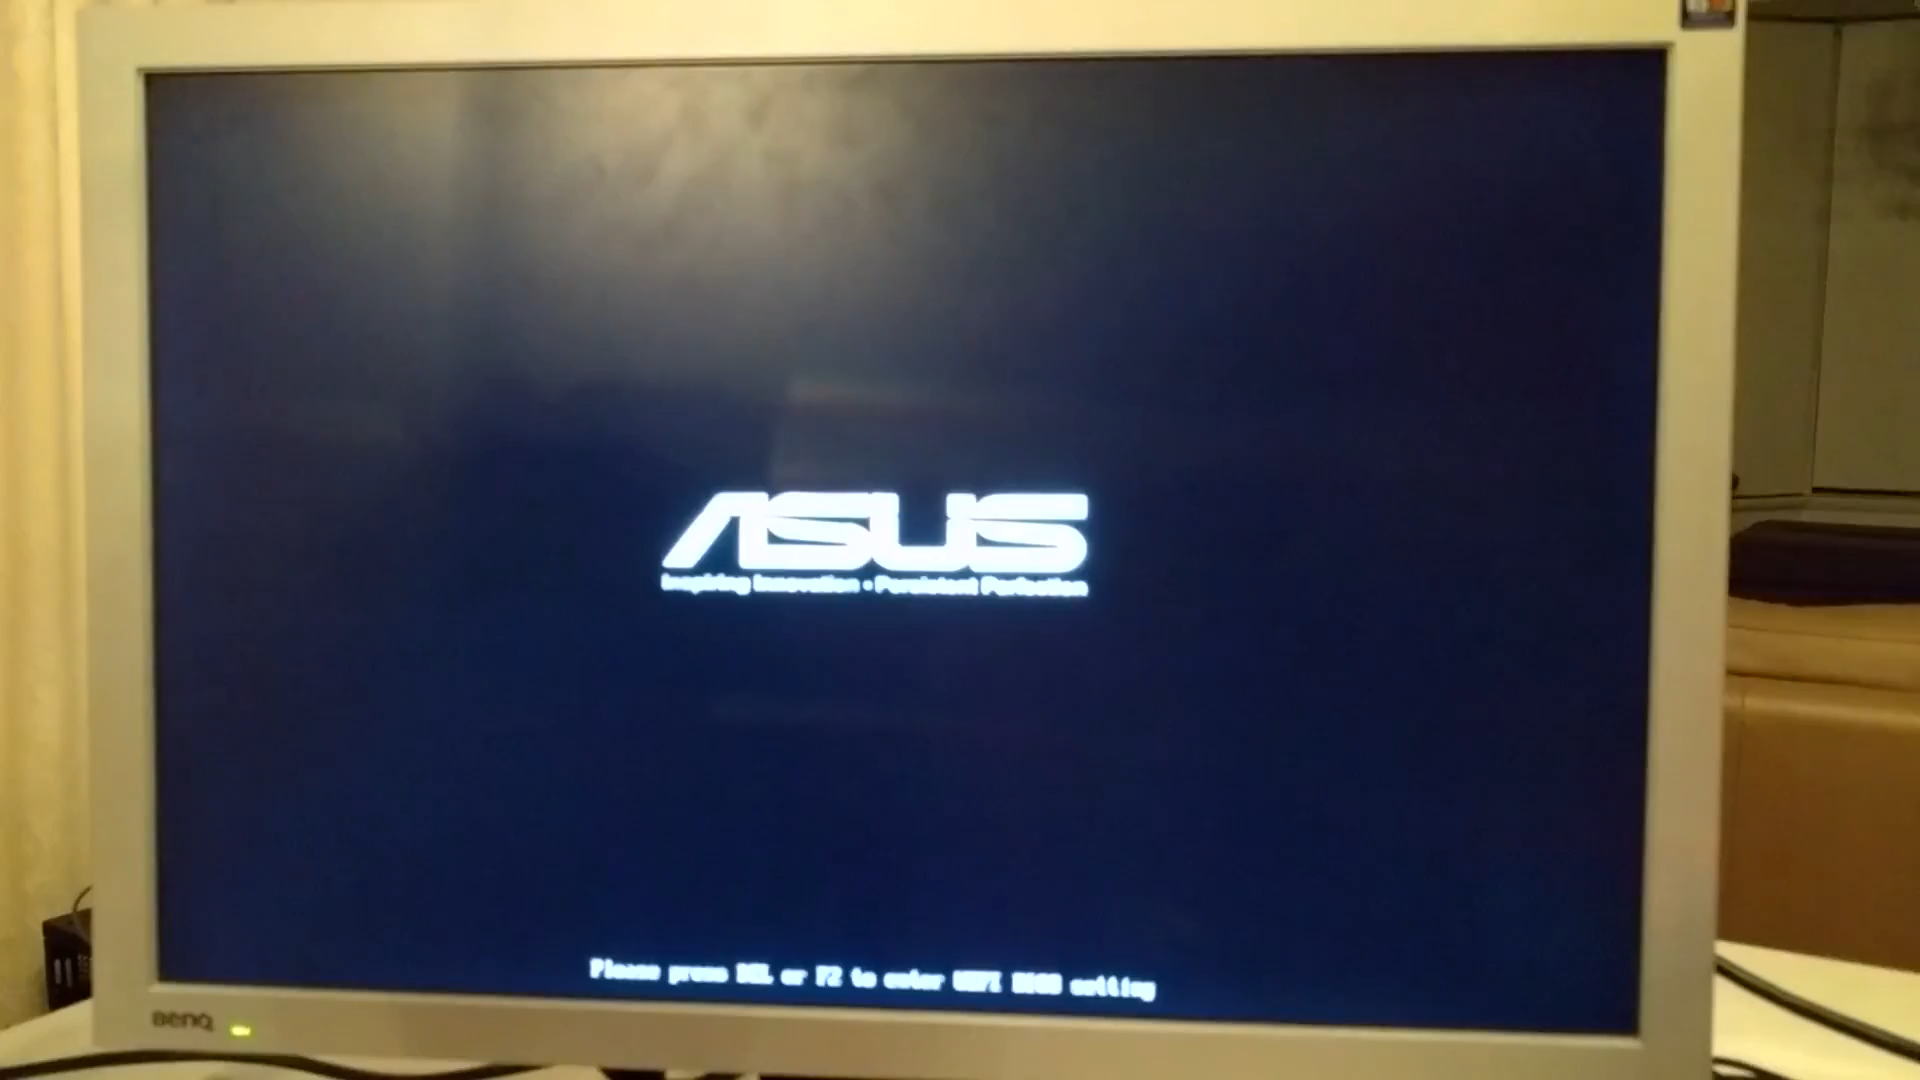 ASUS
Inspiring Innovation • Persistent Perfection
Please press DEL or F2 to enter UEFI BIOS setting
BenQ